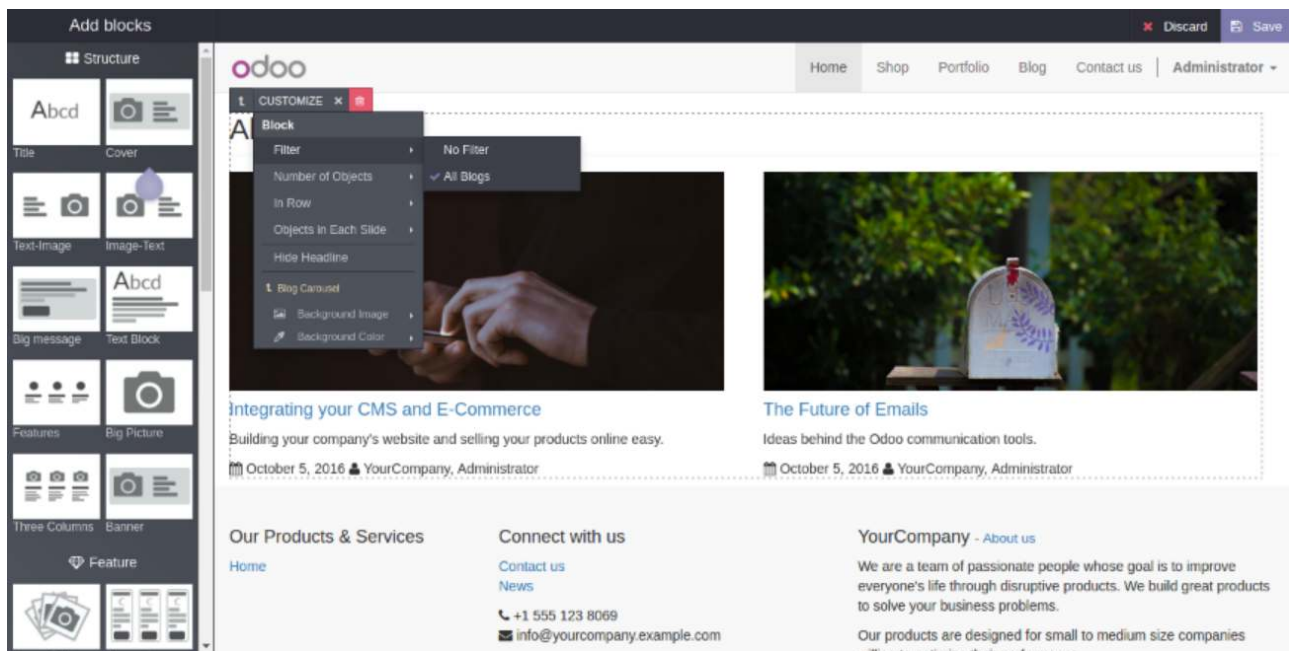 Add blocks
Discard
Save
Structure
Abcd
Title
Cover
Text-Image
Image-Text
Abcd
Big message
Text Block
Features
Big Picture
Three Columns
Banner
Feature
odoo
Home
Shop
Portfolio
Blog
Contact us
Administrator
CUSTOMIZE
Block
Filter
Number of Objects
In Row
Objects in Each Slide
Hide Headline
Blog Carousel
Background Image
Background Color
No Filter
All Blogs
Integrating your CMS and E-Commerce
Building your company's website and selling your products online easy.
October 5, 2016 YourCompany, Administrator
The Future of Emails
Ideas behind the Odoo communication tools.
October 5, 2016 YourCompany, Administrator
Our Products & Services
Home
Connect with us
Contact us
News
+1 555 123 8069
info@yourcompany.example.com
YourCompany - About us
We are a team of passionate people whose goal is to improve
everyone's life through disruptive products. We build great products
to solve your business problems.
Our products are designed for small to medium size companies